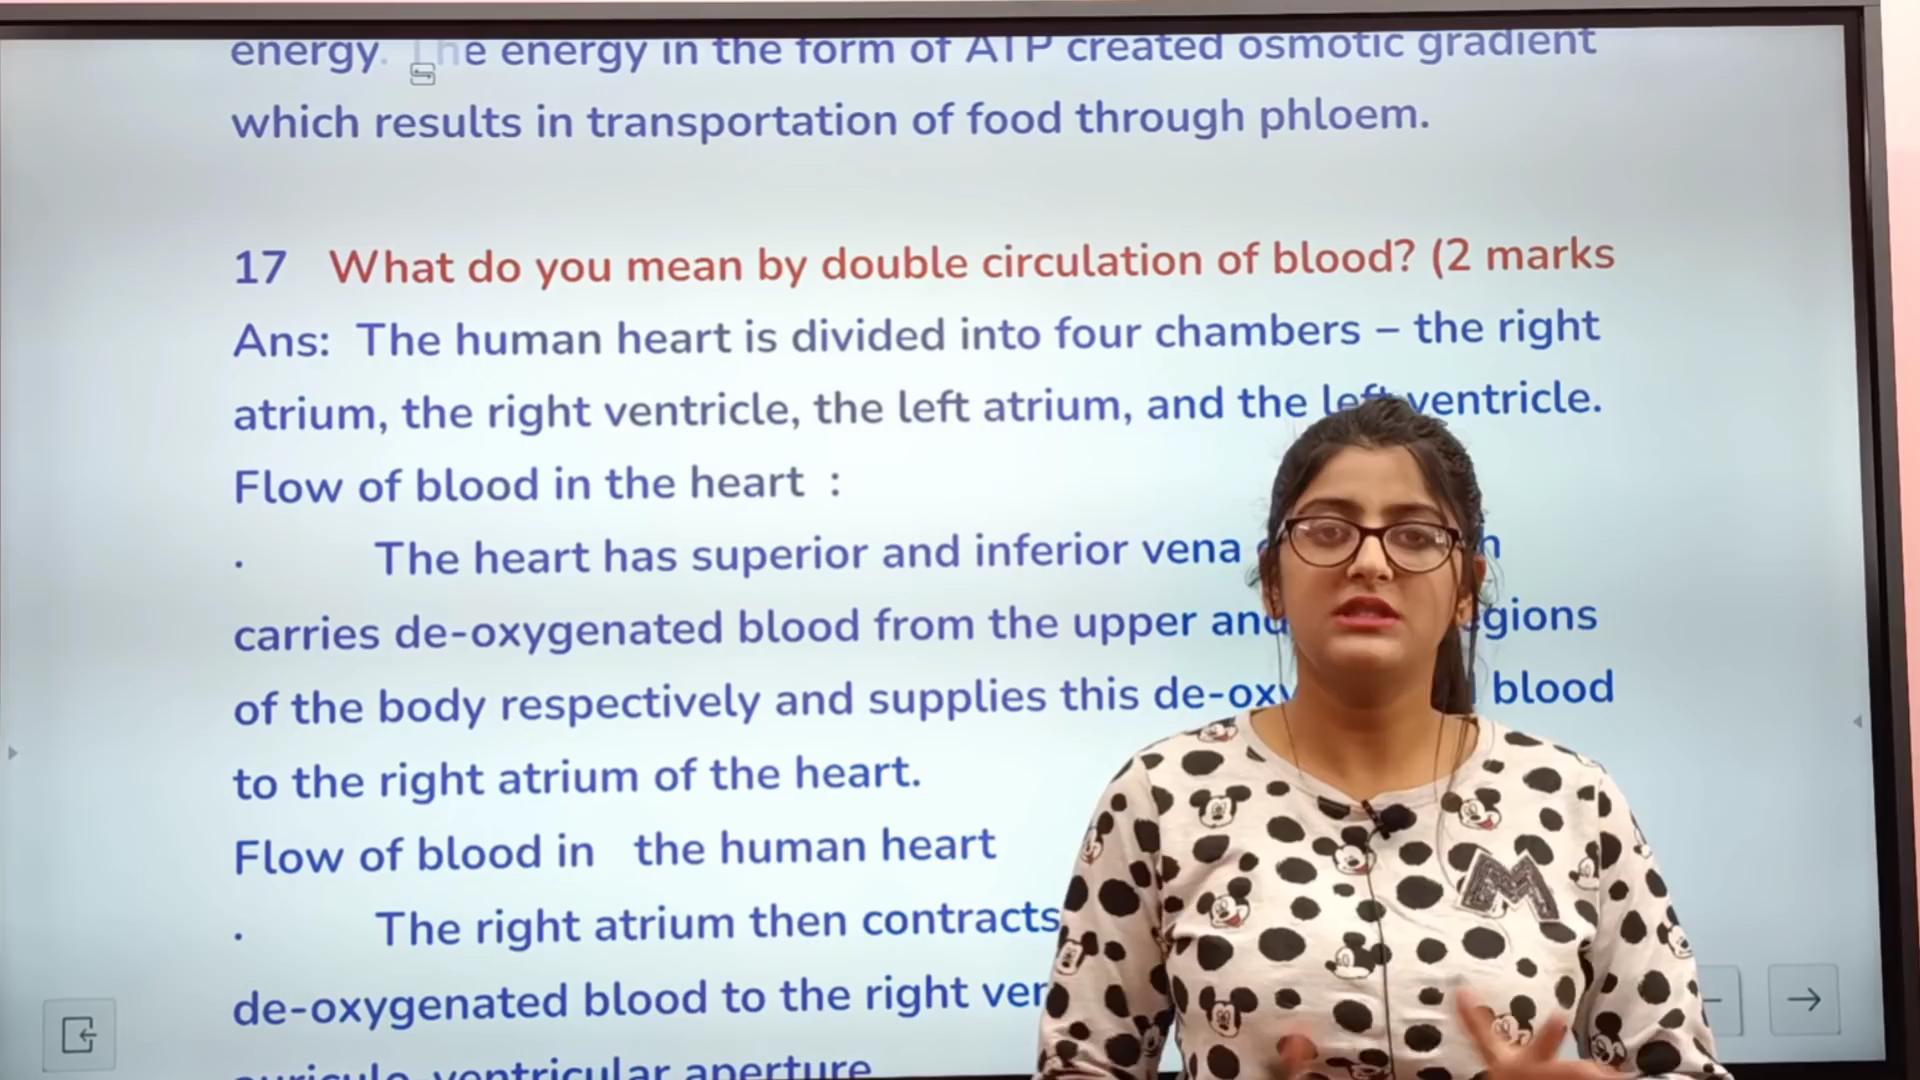 energy. The energy in the form of ATP created osmotic gradient
which results in transportation of food through phloem.
17 What do you mean by double circulation of blood? (2 marks
Ans: The human heart is divided into four chambers – the right
atrium, the right ventricle, the left atrium, and the left ventricle.
Flow of blood in the heart :
· The heart has superior and inferior vena
carries de-oxygenated blood from the upper and
of the body respectively and supplies this blood
to the right atrium of the heart.
Flow of blood in the human heart
· The right atrium then contracts
de-oxygenated blood to the right
auriculo-ventricular aperture
M